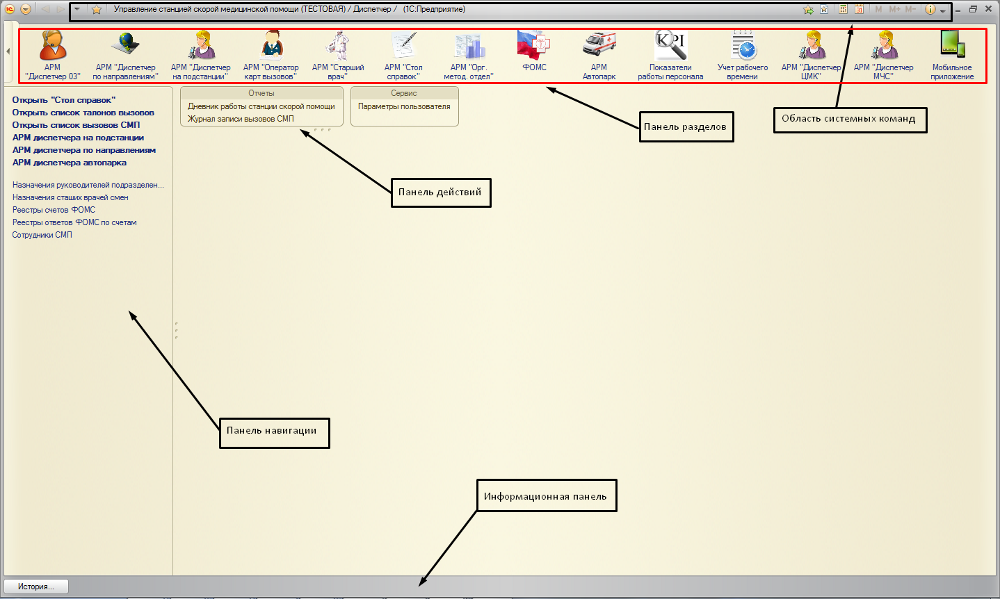 Управление станцией скорой медицинской помощи (ТЕСТОВАЯ) / Диспетчер / (1С:Предприятие)
31
M M+ M-
KPI
АРМ
"Диспетчер 03"
АРМ "Диспетчер
по направлениям"
АРМ "Диспетчер
на подстанции"
АРМ "Оператор
карт вызовов"
АРМ "Старший
врач"
АРМ "Стол
справок"
АРМ "Орг.
метод. отдел"
ФОМС
АРМ
Автопарк
Показатели
работы персонала
Учет рабочего
времени
АРМ "Диспетчер
ЦМК"
АРМ "Диспетчер
МЧС"
Мобильное
приложение
Открыть "Стол справок"
Открыть список талонов вызовов
Открыть список вызовов СМП
АРМ диспетчера на подстанции
АРМ диспетчера по направлениям
АРМ диспетчера автопарка
Назначения руководителей подразделен...
Назначения сташих врачей смен
Реестры счетов ФОМС
Реестры ответов ФОМС по счетам
Сотрудники СМП
Отчеты
Дневник работы станции скорой помощи
Журнал записи вызовов СМП
Сервис
Параметры пользователя
Панель разделов
Область системных команд
Панель действий
Панель навигации
Информационная панель
История...